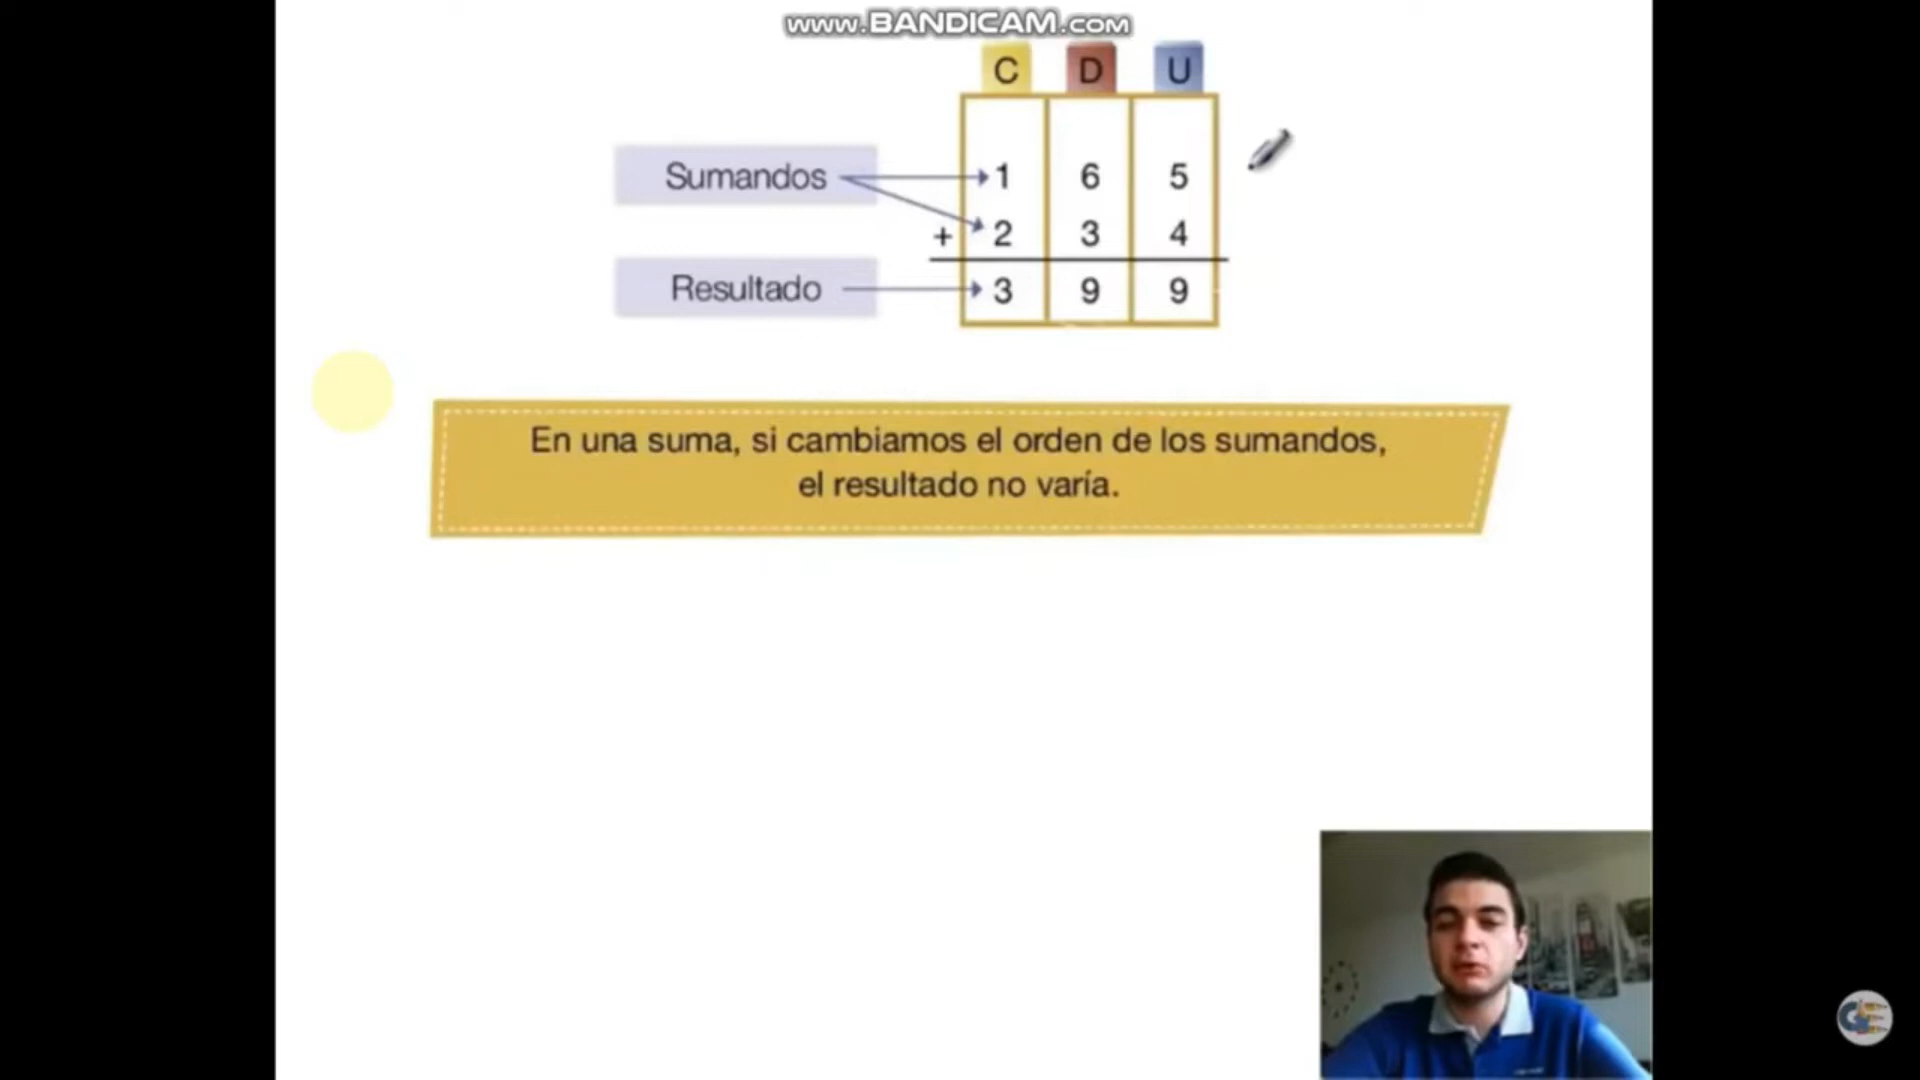 www.BANDICAM.com
C D U
Sumandos 1 6 5
+ 2 3 4
Resultado 3 9 9
En una suma, si cambiamos el orden de los sumandos,
el resultado no varía.